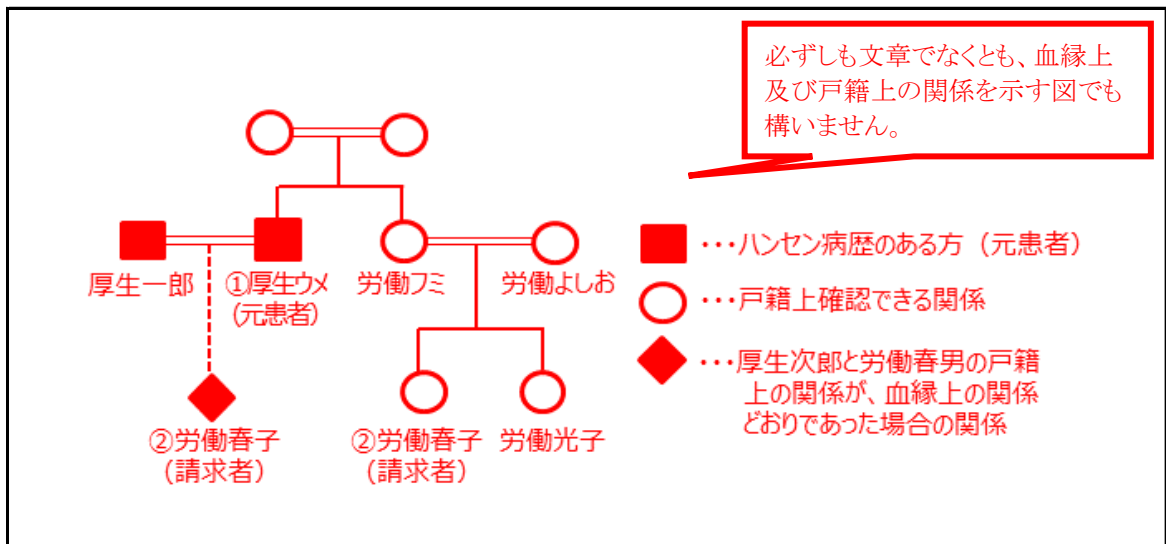 必ずしも文章でなくとも、血縁上
及び戸籍上の関係を示す図でも
構いません。
厚生一郎
①厚生ウメ
（元患者）
労働フミ
労働よしお
②労働春子
（請求者）
②労働春子
（請求者）
労働光子
･･･ハンセン病歴のある方（元患者）
･･･戸籍上確認できる関係
･･･厚生次郎と労働春男の戸籍
上の関係が、血縁上の関係
どおりであった場合の関係